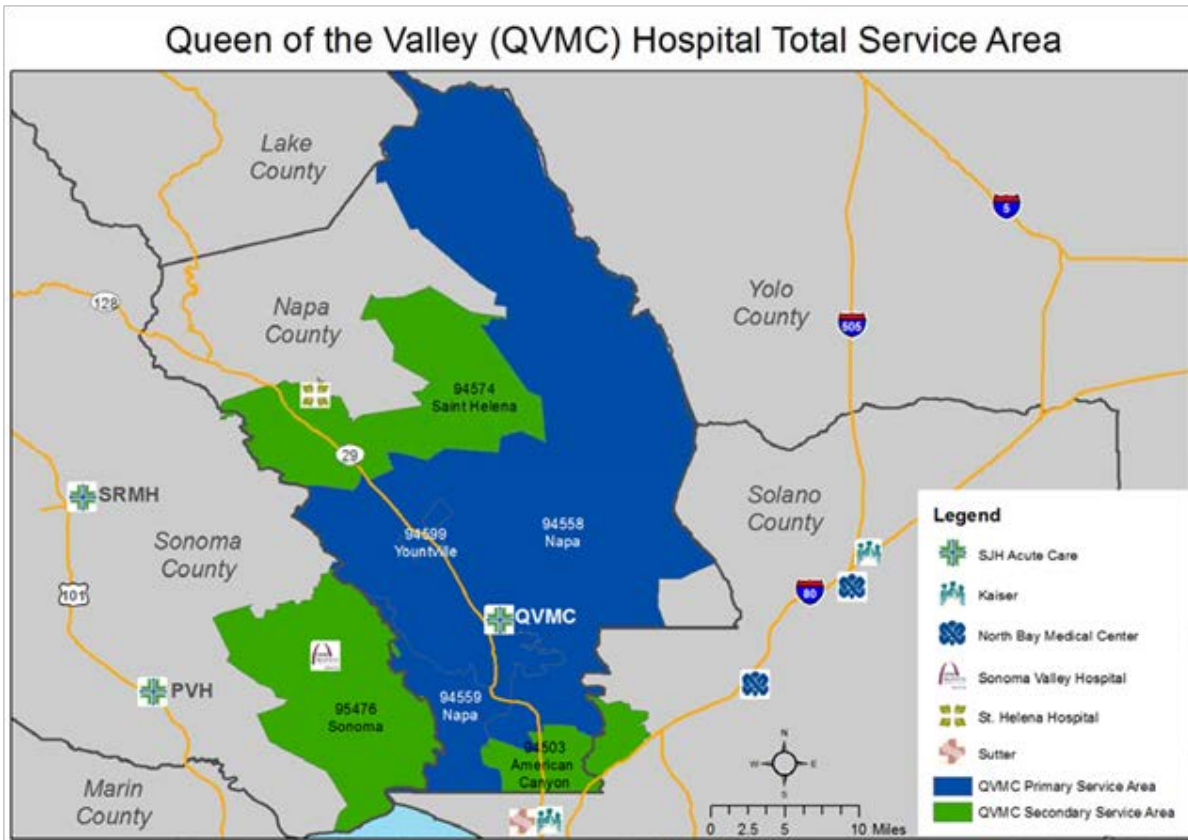 Queen of the Valley (QVMC) Hospital Total Service Area
Lake
County
5
128
Napa
County
Yolo
County
505
94574
Saint Helena
29
SRMH
Sonoma
County
94599
Yountville
94558
Napa
Solano
County
101
80
QVMC
PVH
95476
Sonoma
94559
Napa
94503
American
Canyon
Marin
County
Legend
SJH Acute Care
Kaiser
North Bay Medical Center
Sonoma Valley Hospital
St. Helena Hospital
Sutter
QVMC Primary Service Area
QVMC Secondary Service Area
N
W
E
S
0 2.5 5 10 Miles